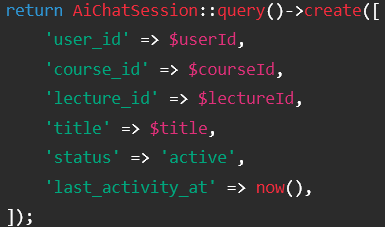 return AiChatSession::query()->create([
    'user_id' => $userId,
    'course_id' => $courseId,
    'lecture_id' => $lectureId,
    'title' => $title,
    'status' => 'active',
    'last_activity_at' => now(),
]);